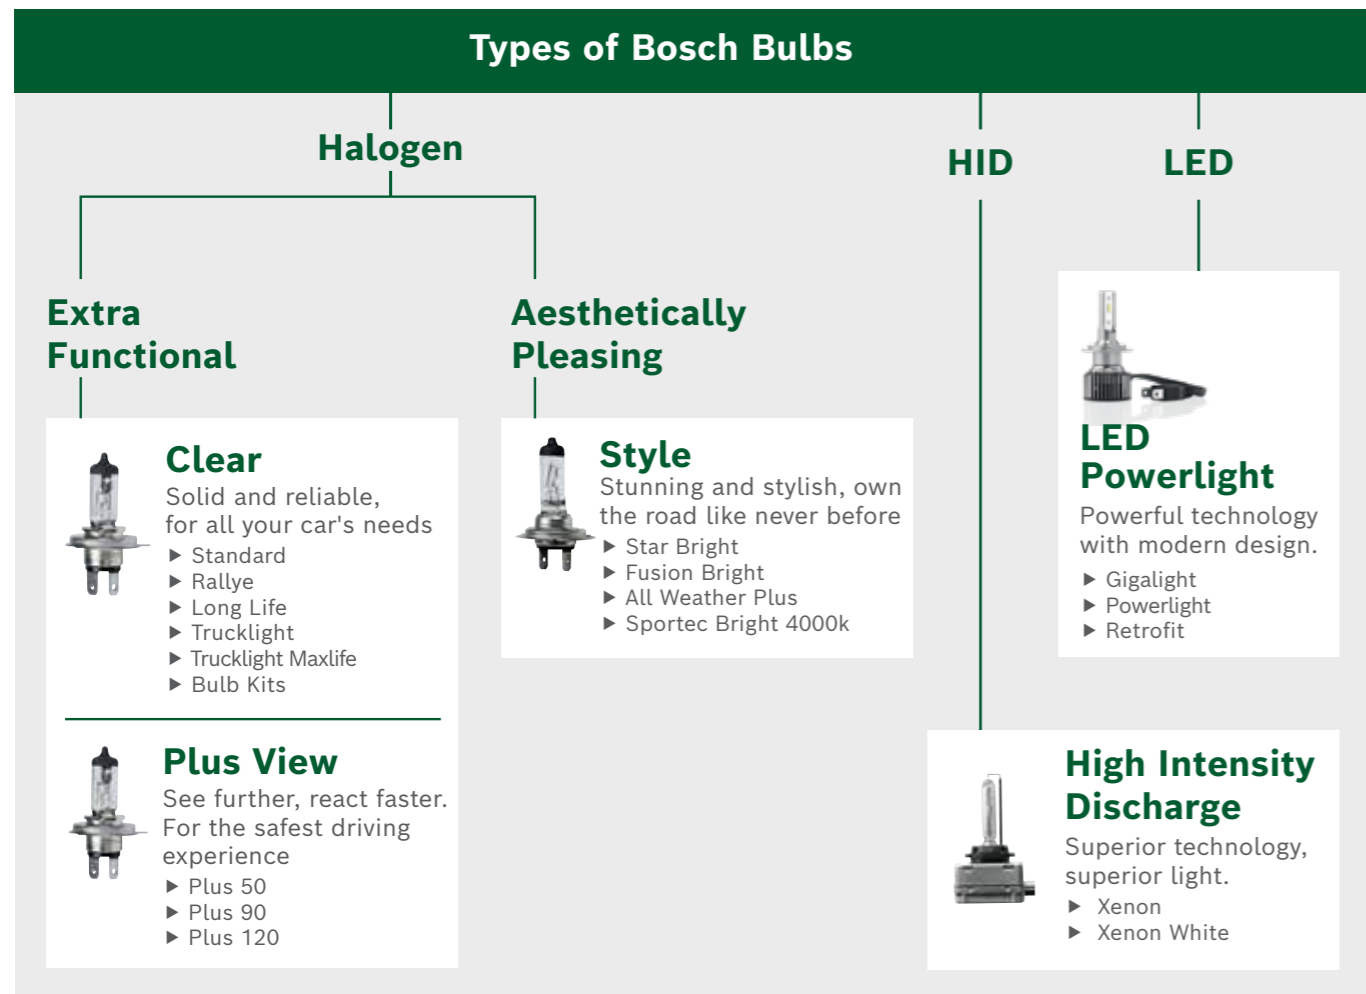 Types of Bosch Bulbs
Halogen
HID
LED
Extra
Functional
Aesthetically
Pleasing
Clear
Solid and reliable,
for all your car's needs
▶ Standard
▶ Rallye
▶ Long Life
▶ Trucklight
▶ Trucklight Maxlife
▶ Bulb Kits
Plus View
See further, react faster.
For the safest driving
experience
▶ Plus 50
▶ Plus 90
▶ Plus 120
Style
Stunning and stylish, own
the road like never before
▶ Star Bright
▶ Fusion Bright
▶ All Weather Plus
▶ Sportec Bright 4000k
LED
Powerlight
Powerful technology
with modern design.
▶ Gigalight
▶ Powerlight
▶ Retrofit
High Intensity
Discharge
Superior technology,
superior light.
▶ Xenon
▶ Xenon White